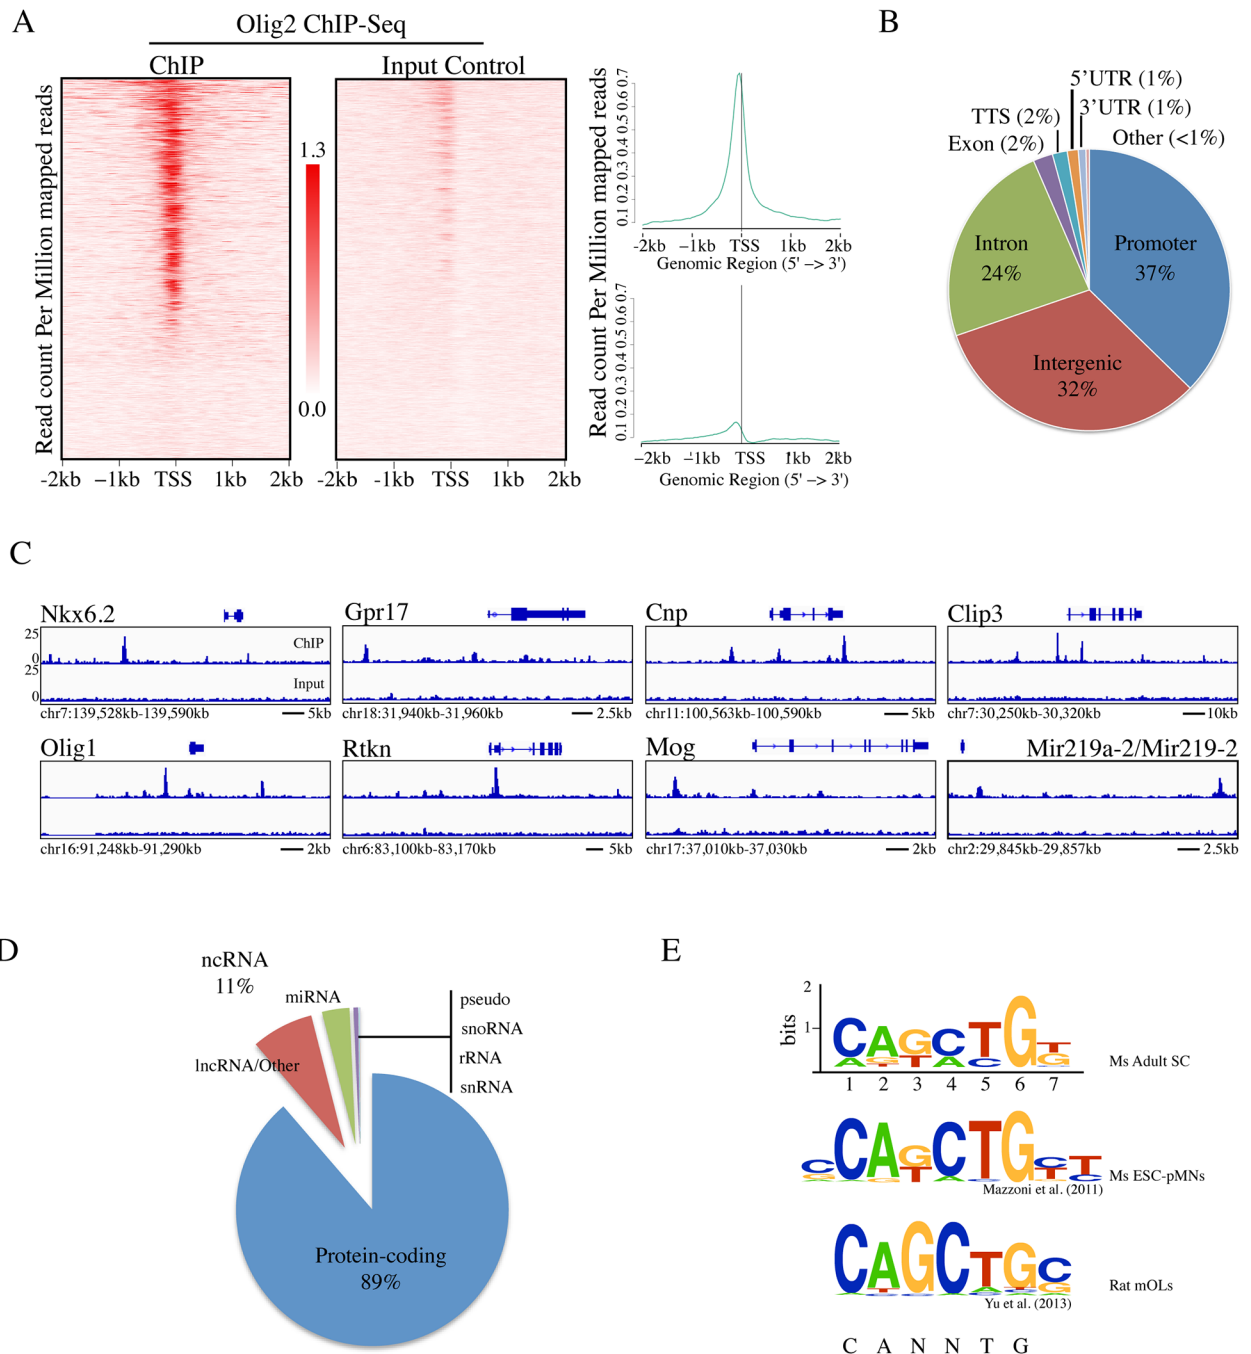 A
Olig2 ChIP-Seq
ChIP
Input Control
Read count Per Million mapped reads
1.3
0.0
-2kb −1kb TSS 1kb 2kb
-2kb -1kb TSS 1kb 2kb
Read count Per Million mapped reads
0.1 0.2 0.3 0.4 0.5 0.6 0.7
-2kb −1kb TSS 1kb 2kb
Genomic Region (5' −> 3')
0.1 0.2 0.3 0.4 0.5 0.6 0.7
−2kb −1kb TSS 1kb 2kb
Genomic Region (5' −> 3')
B
5’UTR (1%)
3’UTR (1%)
TTS (2%)
Other (<1%)
Exon (2%)
Intron
24%
Promoter
37%
Intergenic
32%
C
Nkx6.2
25
ChIP
0
25
Input
0
chr7:139,528kb-139,590kb
5kb
Gpr17
chr18:31,940kb-31,960kb
2.5kb
Cnp
chr11:100,563kb-100,590kb
5kb
Clip3
chr7:30,250kb-30,320kb
10kb
Olig1
chr16:91,248kb-91,290kb
2kb
Rtkn
chr6:83,100kb-83,170kb
5kb
Mog
chr17:37,010kb-37,030kb
2kb
Mir219a-2/Mir219-2
chr2:29,845kb-29,857kb
2.5kb
D
ncRNA
11%
miRNA
lncRNA/Other
pseudo
snoRNA
rRNA
snRNA
Protein-coding
89%
E
2
1
bits
CAGCTGT
1 2 3 4 5 6 7
Ms Adult SC
CCAGCTGCT
Ms ESC-pMNs
Mazzoni et al. (2011)
CAGCTGC
Rat mOLs
Yu et al. (2013)
C A N N T G